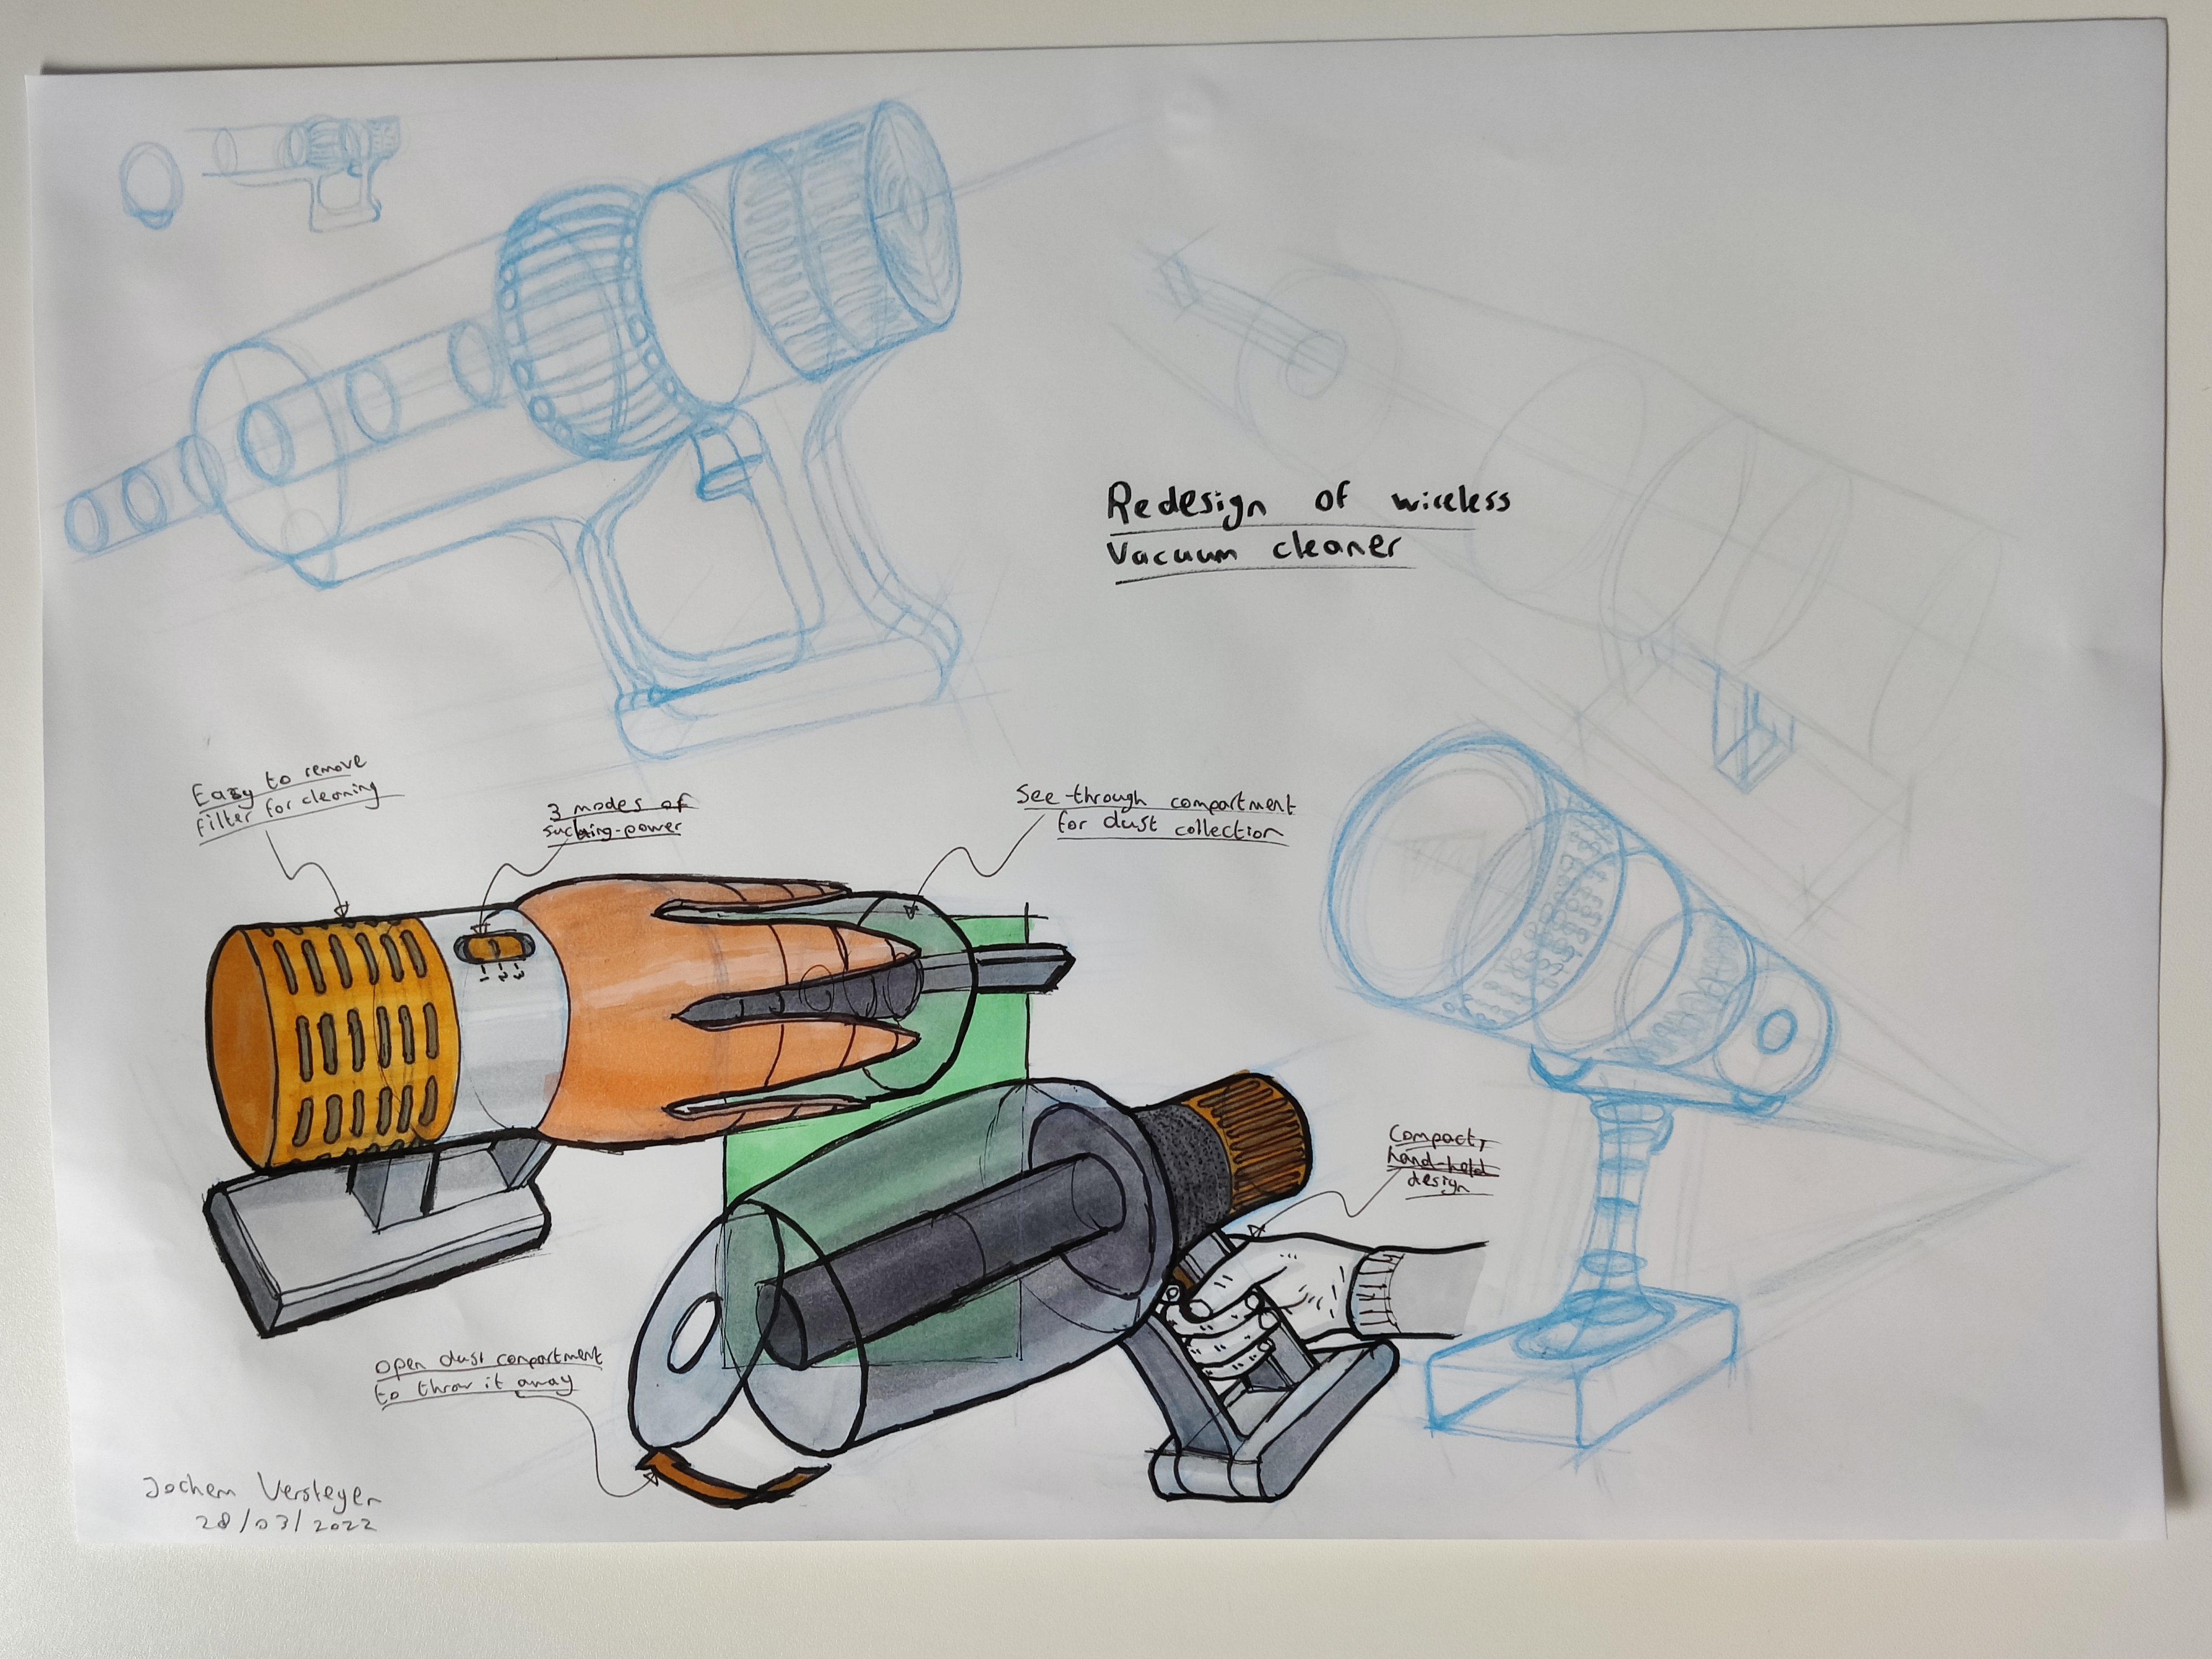 Redesign of wireless
Vacuum cleaner
Easy to remove
filter for cleaning
3 modes of
sucking-power
See-through compartment
for dust collection
1 2 3
Compact,
hand-held
design
open dust compartment
to throw it away
Jochem Versteger
28/03/2022